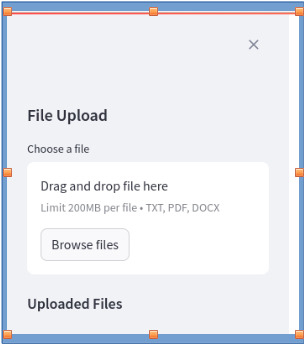 File Upload
Choose a file
Drag and drop file here
Limit 200MB per file • TXT, PDF, DOCX
Browse files
Uploaded Files